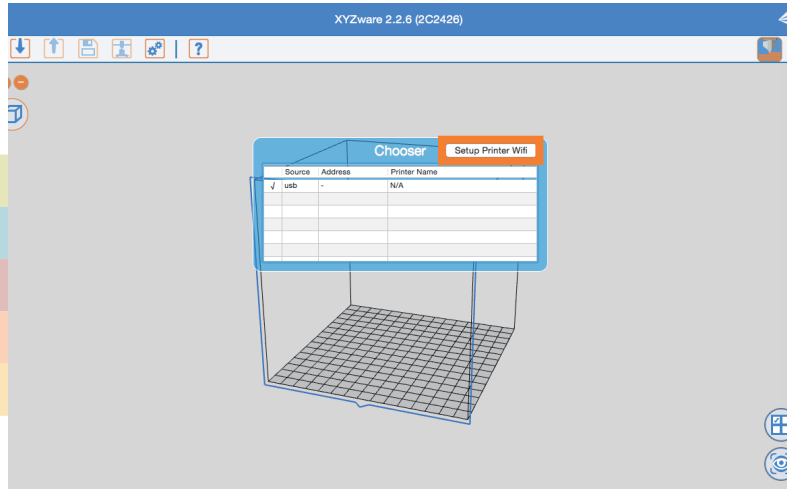 XYZware 2.2.6 (2C2426)
?
Chooser
Setup Printer Wifi
Source Address Printer Name
√ usb - N/A